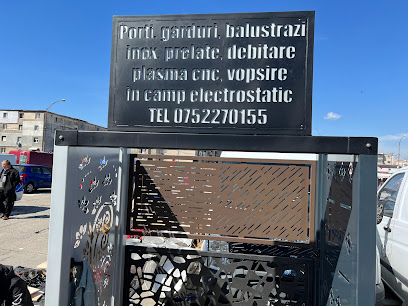 Porti, garduri, balustrazi
inox, prelate, debitare
plasma cnc, vopsire
in camp electrostatic
TEL 0752270155